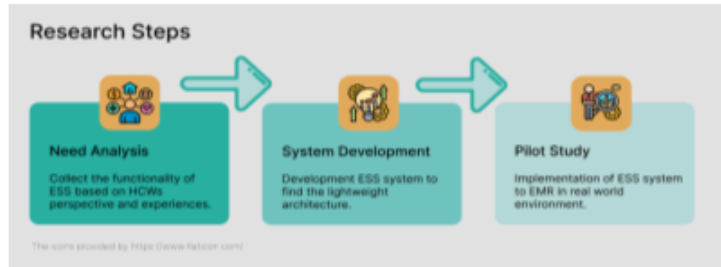 Research Steps
Need Analysis
Collect the functionality of
ESS based on HCWs
perspective and experiences.
System Development
Development ESS system to
find the lightweight
architecture.
Pilot Study
Implementation of ESS system
to EMR in real world
environment.
The icons provided by https://www.flaticon.com/